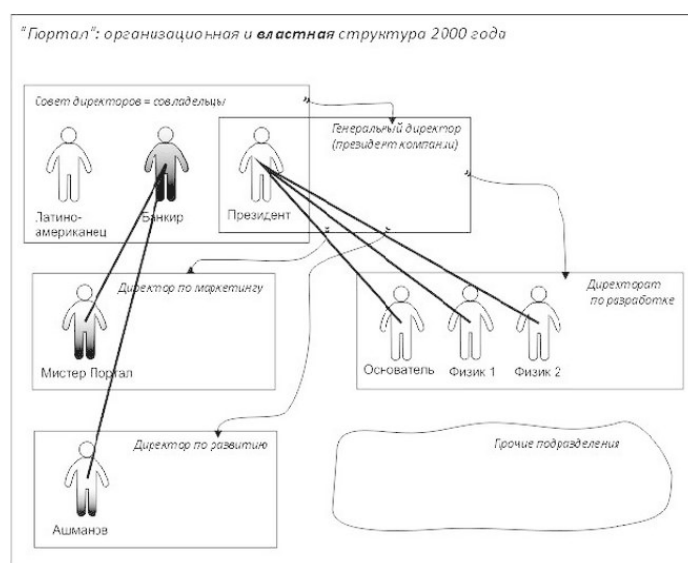 "Портал": организационная и властная структура 2000 года
Совет директоров = совладельцы
Генеральный директор
(президент компании)
Латино-
американец
Банкир
Президент
Директор по маркетингу
Директорат
по разработке
Мистер Портал
Основатель
Физик 1
Физик 2
Директор по развитию
Прочие подразделения
Ашманов